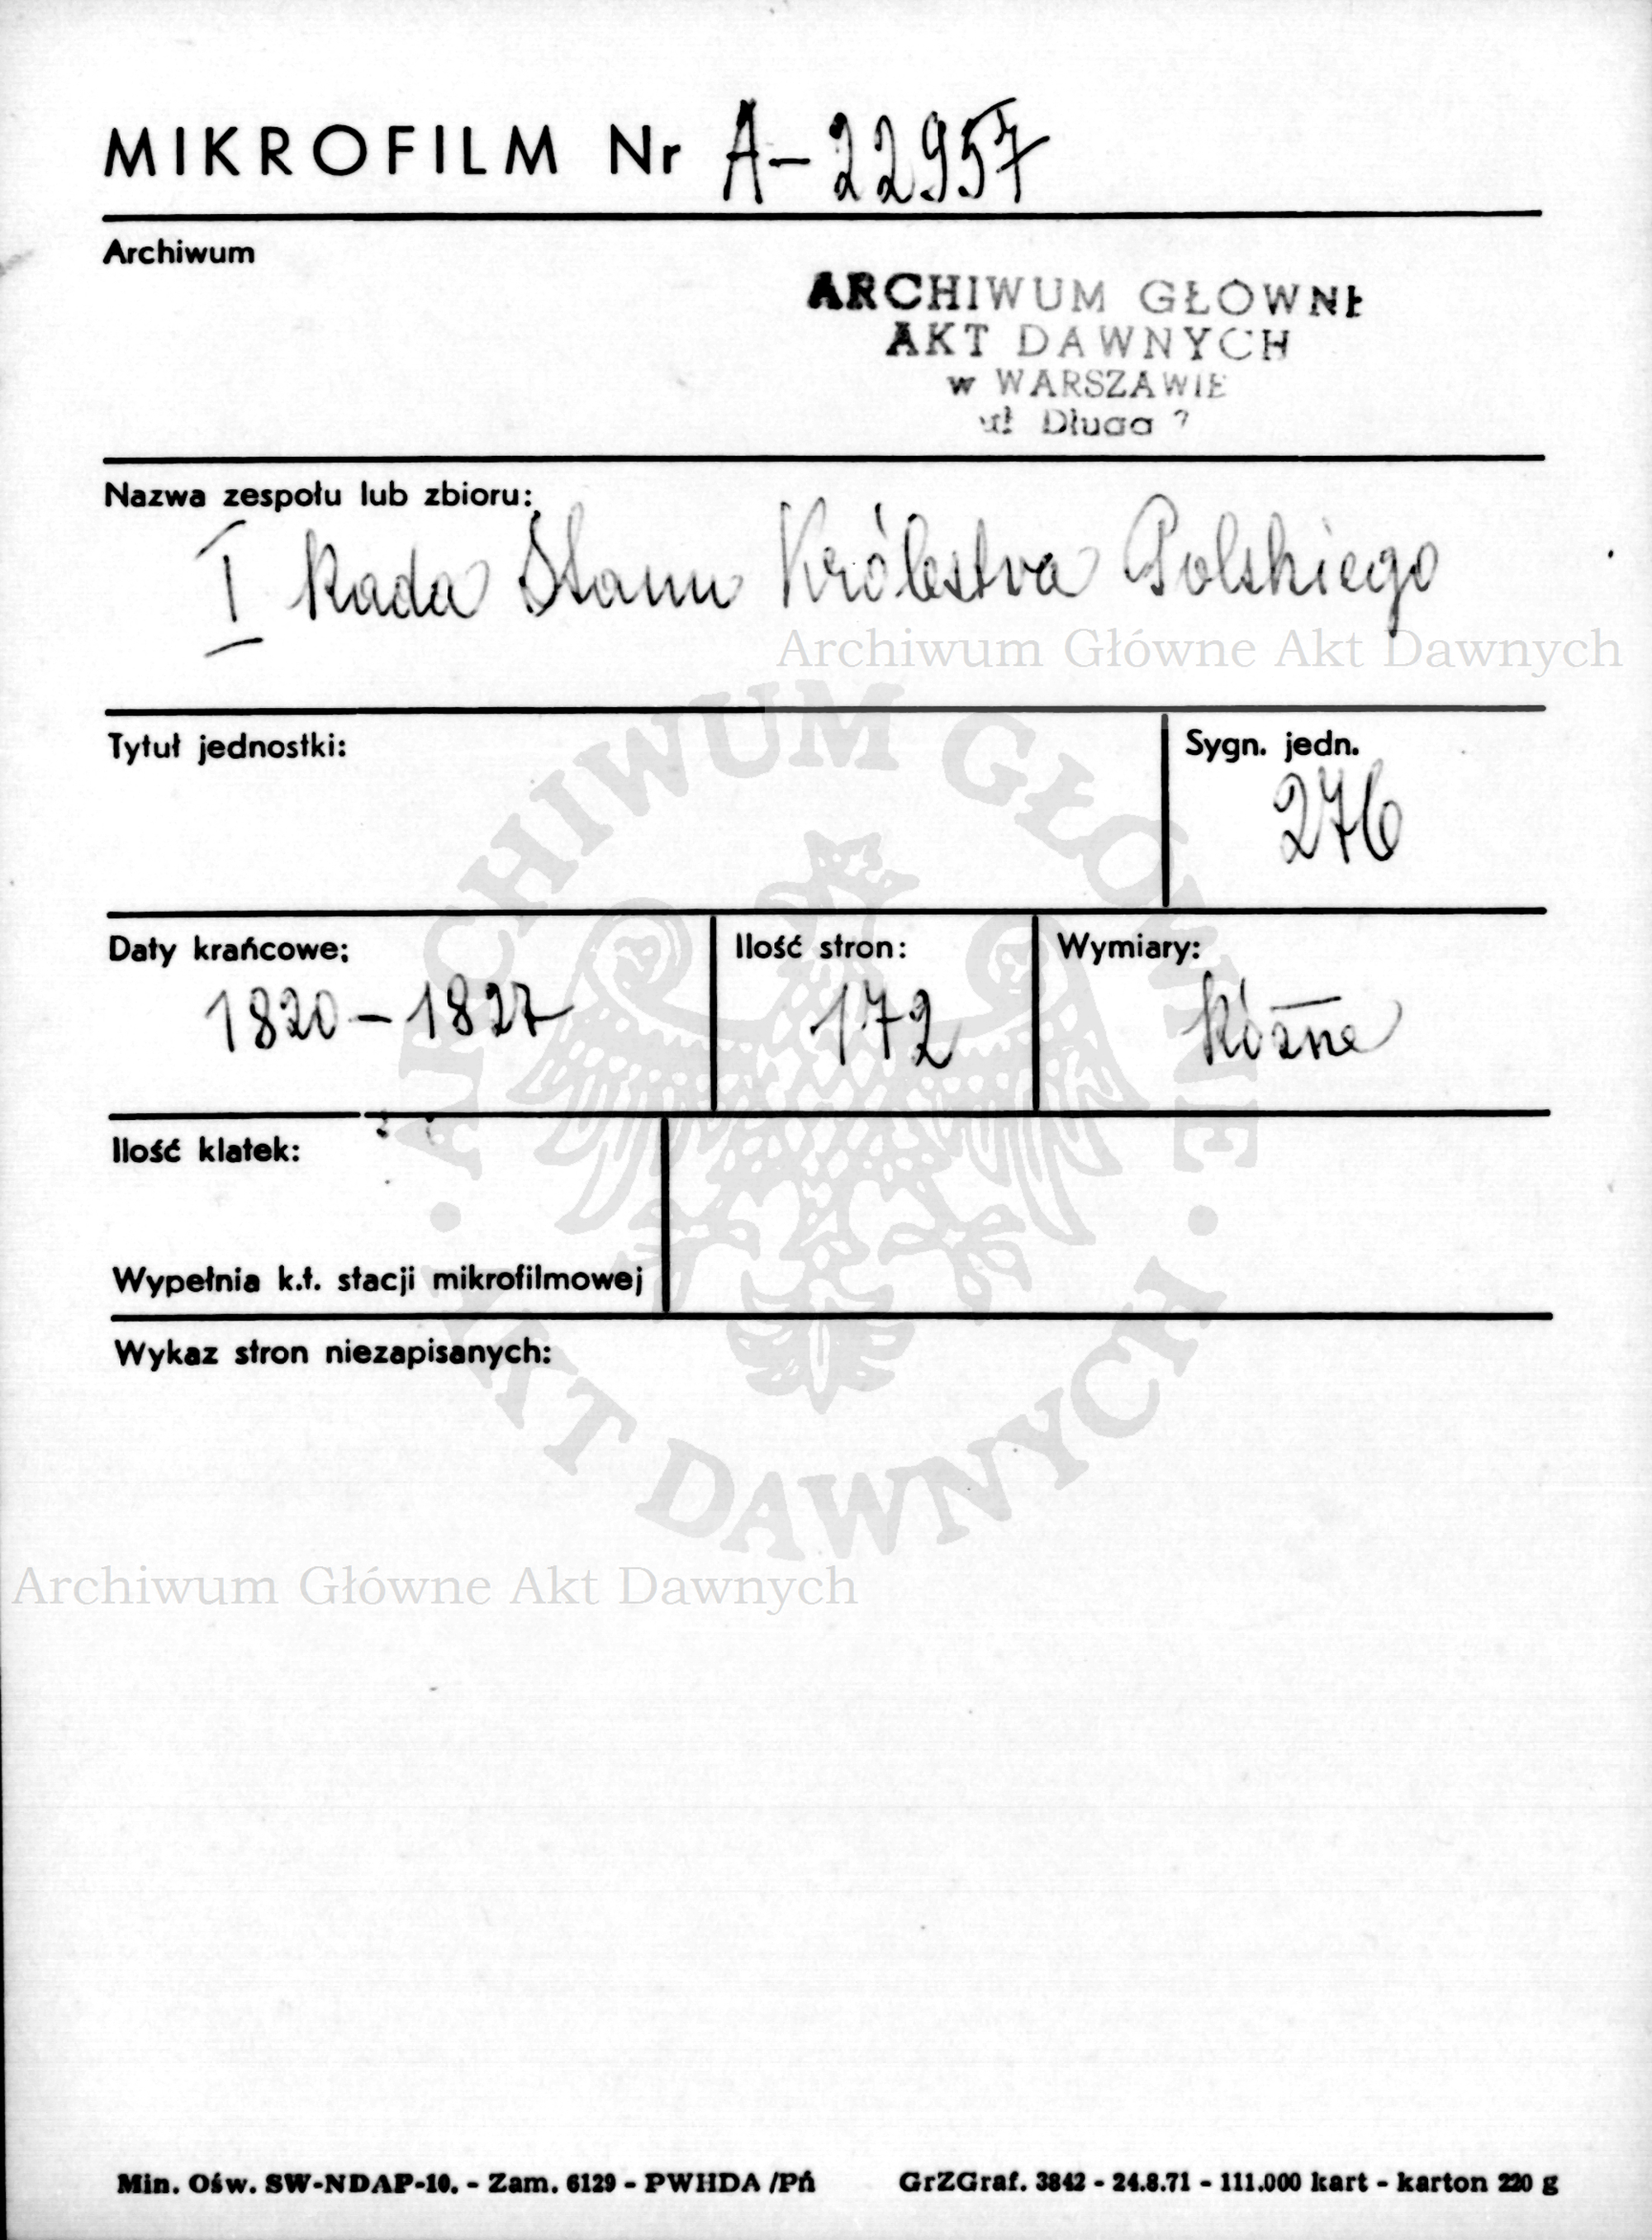 MIKROFILM Nr A-22957
Archiwum
ARCHIWUM GŁÓWNE
AKT DAWNYCH
w WARSZAWIE
ul Długa 7
Nazwa zespołu lub zbioru:
I Rada Stanu Królestwa Polskiego
Archiwum Główne Akt Dawnych
Tytuł jednostki:
Sygn. jedn.
276
Daty krańcowe:
1820-1827
Ilość stron:
172
Wymiary:
Różne
Ilość klatek:
Wypełnia k.t. stacji mikrofilmowej
Wykaz stron niezapisanych:
ARCHIWUM GŁÓWNE
AKT DAWNYCH
Archiwum Główne Akt Dawnych
Min. Ośw. SW-NDAP-10. - Zam. 6129 - PWHDA /Pń GrZGraf. 3842 - 24.8.71 - 111.000 kart - karton 220 g